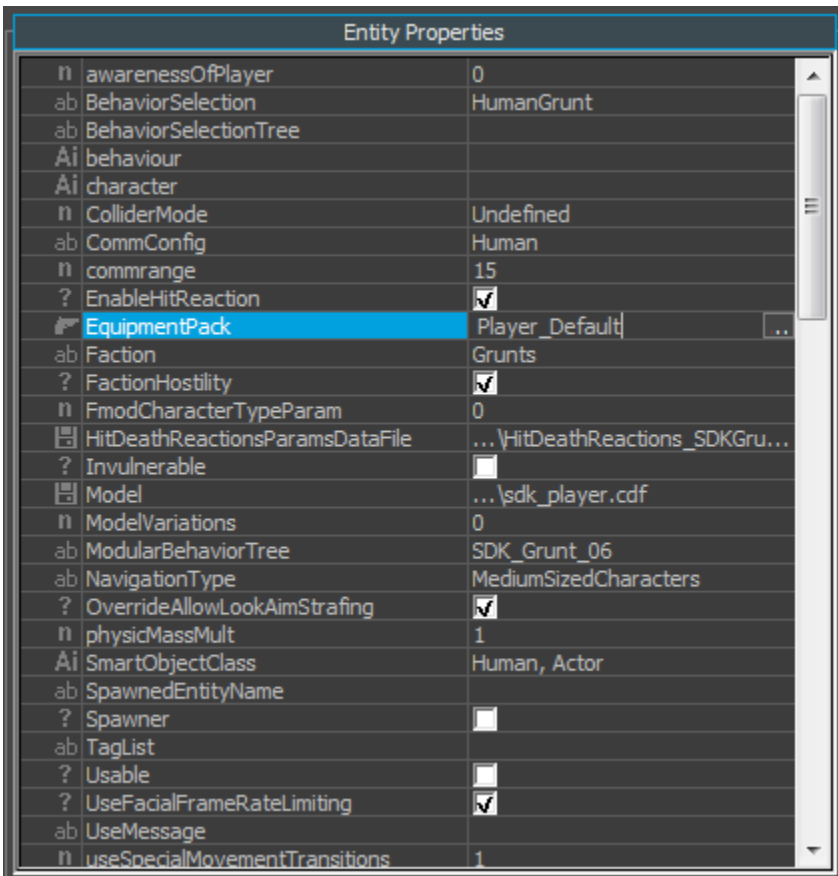 Entity Properties
n awarenessOfPlayer 0
ab BehaviorSelection HumanGrunt
ab BehaviorSelectionTree
Ai behaviour
Ai character
n ColliderMode Undefined
ab CommConfig Human
n commrange 15
? EnableHitReaction
EquipmentPack Player_Default ..
ab Faction Grunts
? FactionHostility
n FmodCharacterTypeParam 0
HitDeathReactionsParamsDataFile ...\HitDeathReactions_SDKGru...
? Invulnerable
Model ...\sdk_player.cdf
n ModelVariations 0
ab ModularBehaviorTree SDK_Grunt_06
ab NavigationType MediumSizedCharacters
? OverrideAllowLookAimStrafing
n physicMassMult 1
Ai SmartObjectClass Human, Actor
ab SpawnedEntityName
? Spawner
ab TagList
? Usable
? UseFacialFrameRateLimiting
ab UseMessage
n useSpecialMovementTransitions 1